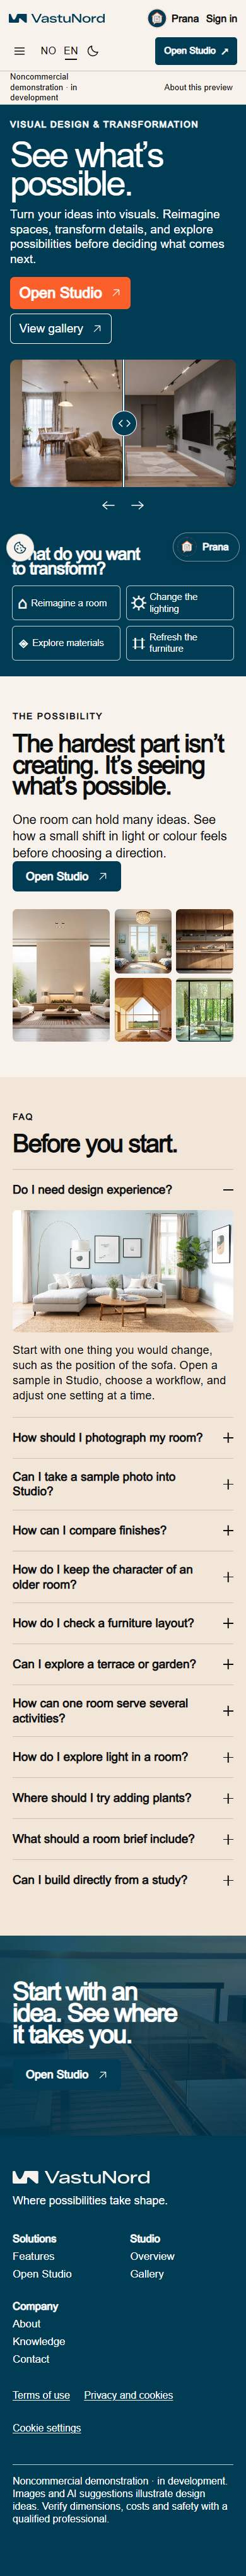 VastuNord
Prana Sign in
NO EN
Open Studio ↗
Noncommercial
demonstration · in
development
About this preview
VISUAL DESIGN & TRANSFORMATION
See what's
possible.
Turn your ideas into visuals. Reimagine
spaces, transform details, and explore
possibilities before deciding what comes
next.
Open Studio
View gallery
Prana
do you want
to transform?
Reimagine a room
Change the
lighting
Explore materials
Refresh the
furniture
THE POSSIBILITY
The hardest part isn't
creating. It's seeing
what's possible.
One room can hold many ideas. See
how a small shift in light or colour feels
before choosing a direction.
Open Studio
FAQ
Before you start.
Do I need design experience?
Start with one thing you would change,
such as the position of the sofa. Open a
sample in Studio, choose a workflow, and
adjust one setting at a time.
How should I photograph my room?
Can I take a sample photo into
Studio?
How can I compare finishes?
How do I keep the character of an
older room?
How do I check a furniture layout?
Can I explore a terrace or garden?
How can one room serve several
activities?
How do I explore light in a room?
Where should I try adding plants?
What should a room brief include?
Can I build directly from a study?
Start with an
idea. See where
it takes you.
Open Studio
VastuNord
Where possibilities take shape.
Solutions
Features
Open Studio
Studio
Overview
Gallery
Company
About
Knowledge
Contact
Terms of use Privacy and cookies
Cookie settings
Noncommercial demonstration · in development.
Images and AI suggestions illustrate design
ideas. Verify dimensions, costs and safety with a
qualified professional.